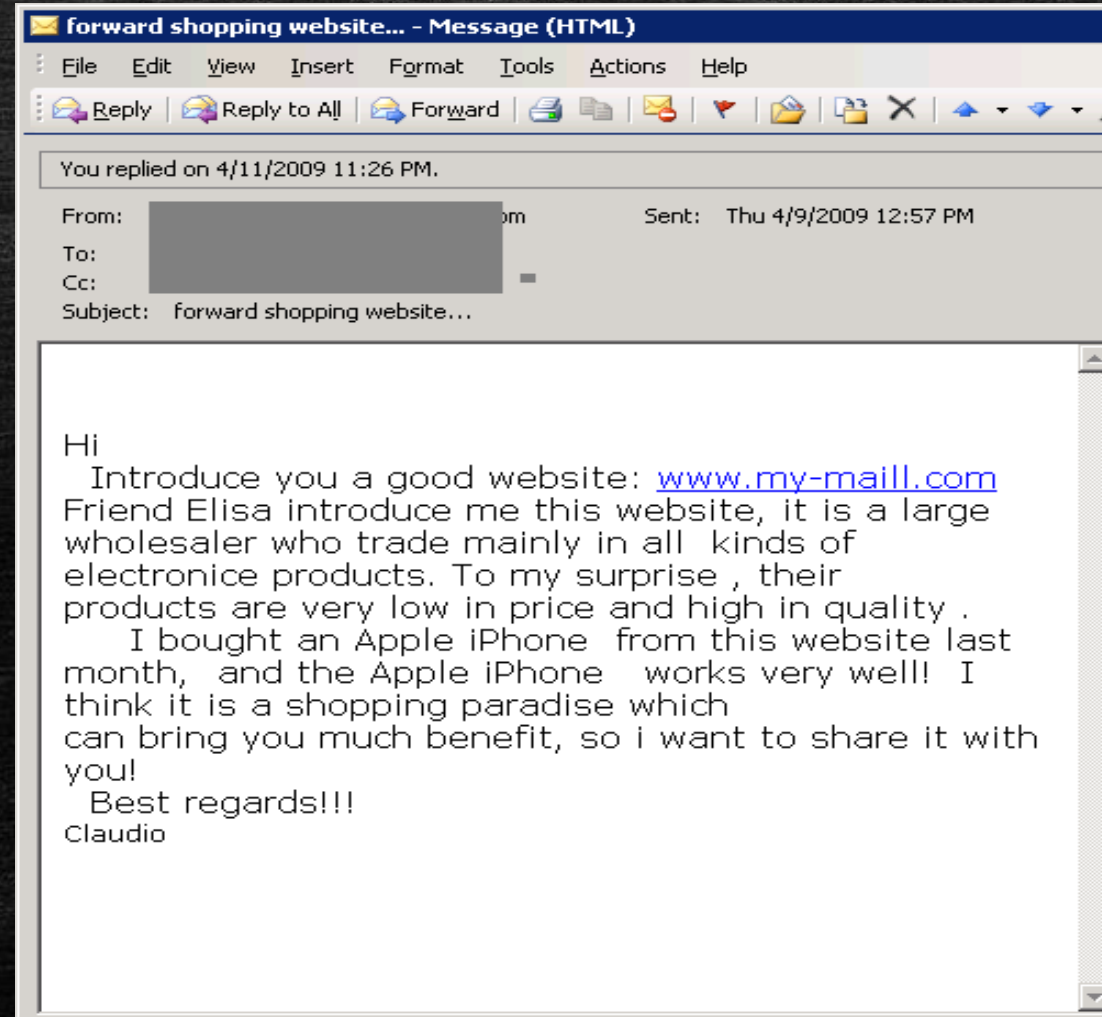 forward shopping website... - Message (HTML)
File Edit View Insert Format Tools Actions Help
Reply Reply to All Forward
You replied on 4/11/2009 11:26 PM.
From: om Sent: Thu 4/9/2009 12:57 PM
To:
Cc:
Subject: forward shopping website...
Hi
Introduce you a good website: www.my-maill.com
Friend Elisa introduce me this website, it is a large
wholesaler who trade mainly in all kinds of
electronice products. To my surprise , their
products are very low in price and high in quality .
I bought an Apple iPhone from this website last
month, and the Apple iPhone works very well! I
think it is a shopping paradise which
can bring you much benefit, so i want to share it with
you!
Best regards!!!
Claudio